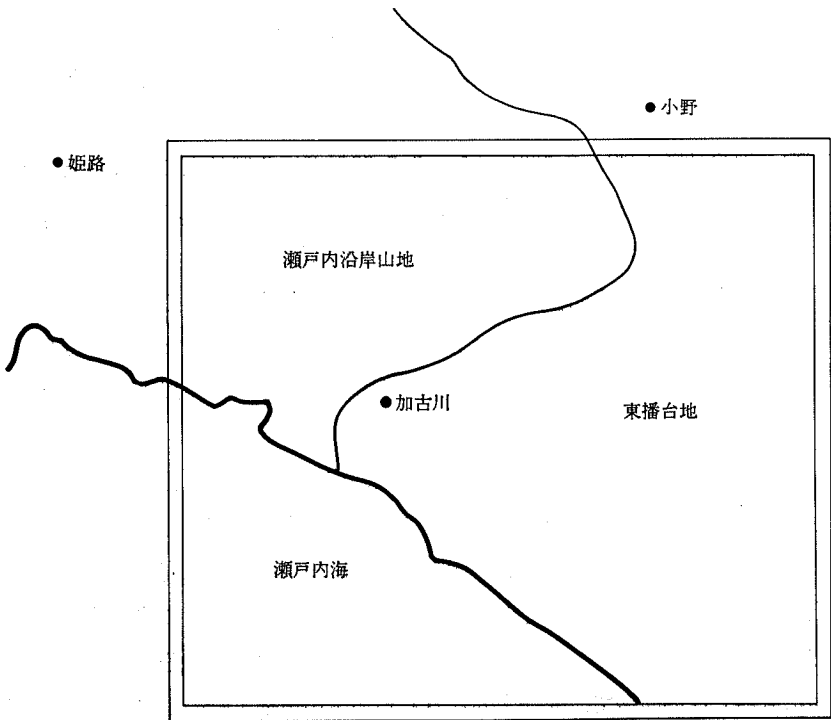 小野
姫路
瀬戸内沿岸山地
加古川
東播台地
瀬戸内海